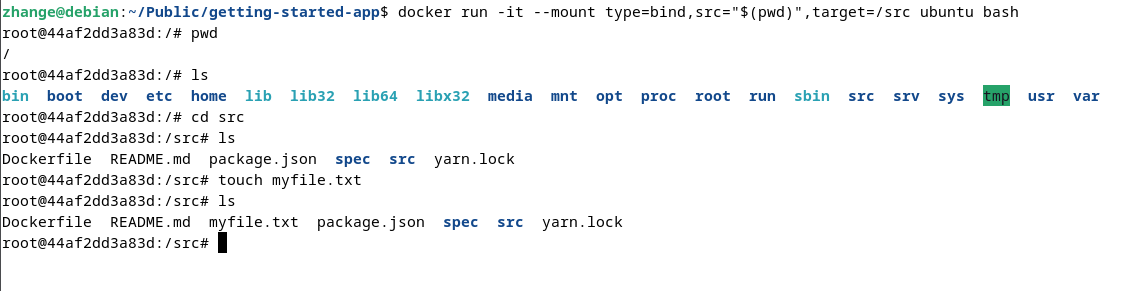 zhange@debian:~/Public/getting-started-app$ docker run -it --mount type=bind,src="$(pwd)",target=/src ubuntu bash
root@44af2dd3a83d:/# pwd
/
root@44af2dd3a83d:/# ls
bin  boot  dev  etc  home  lib  lib32  lib64  libx32  media  mnt  opt  proc  root  run  sbin  src  srv  sys  tmp  usr  var
root@44af2dd3a83d:/# cd src
root@44af2dd3a83d:/src# ls
Dockerfile  README.md  package.json  spec  src  yarn.lock
root@44af2dd3a83d:/src# touch myfile.txt
root@44af2dd3a83d:/src# ls
Dockerfile  README.md  myfile.txt  package.json  spec  src  yarn.lock
root@44af2dd3a83d:/src#